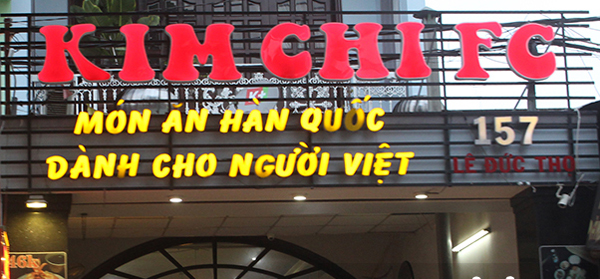 KIM CHI FC
MÓN ĂN HÀN QUỐC
DÀNH CHO NGƯỜI VIỆT
157
LÊ ĐỨC THỌ